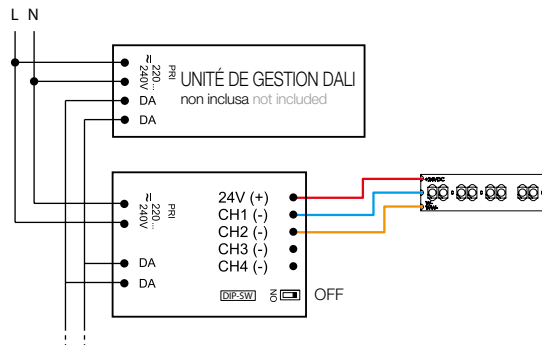 L N
PRI
220...
240V
≈
DA
DA
UNITÉ DE GESTION DALI
non inclusa not included
PRI
220...
240V
≈
DA
DA
24V (+)
CH1 (-)
CH2 (-)
CH3 (-)
CH4 (-)
DIP-SW
ON
OFF
+24VDC